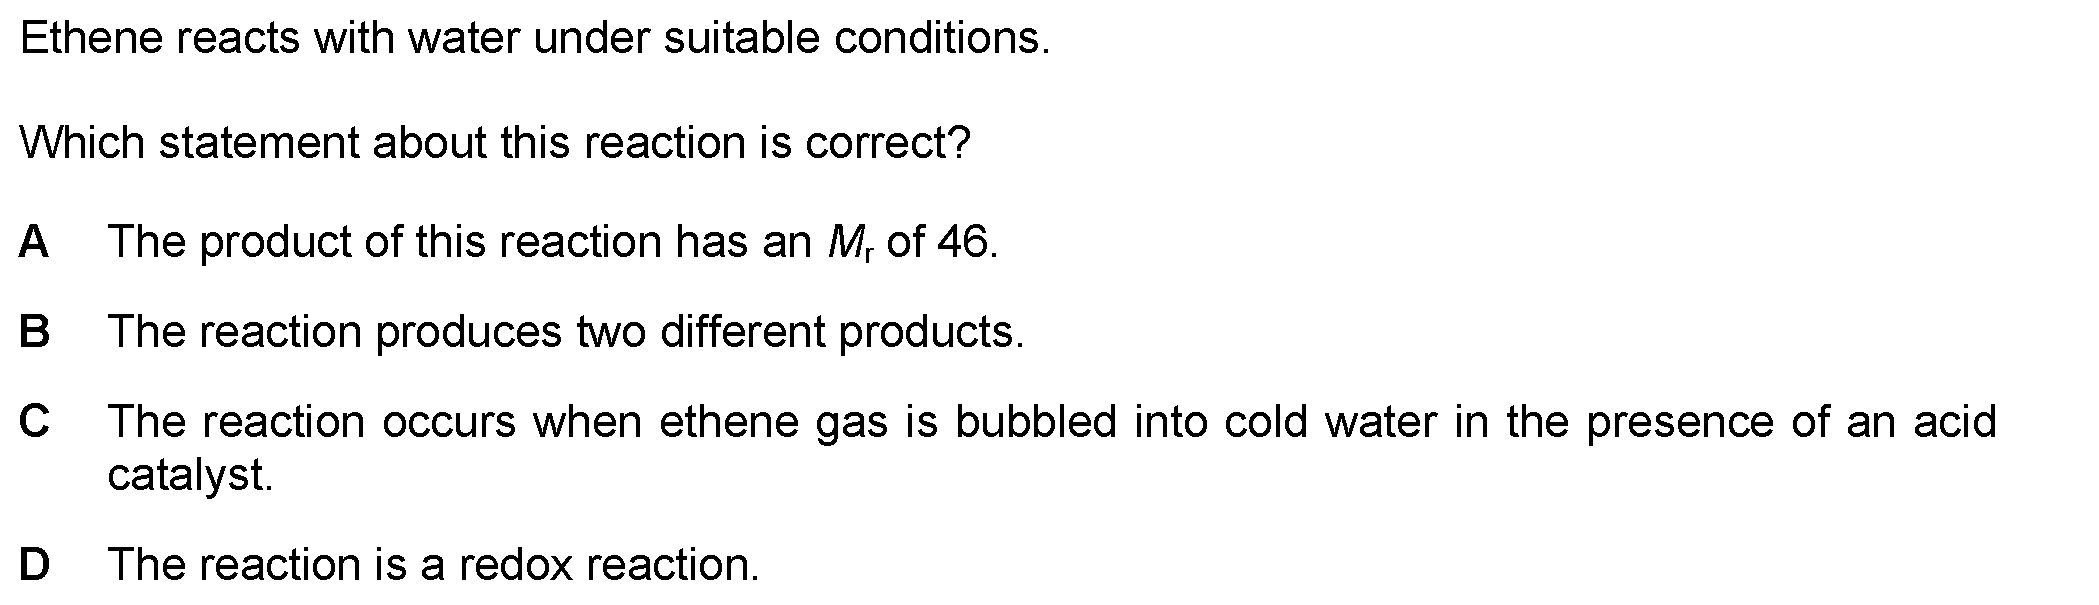 Ethene reacts with water under suitable conditions.
Which statement about this reaction is correct?
A The product of this reaction has an Mr of 46.
B The reaction produces two different products.
C The reaction occurs when ethene gas is bubbled into cold water in the presence of an acid
catalyst.
D The reaction is a redox reaction.